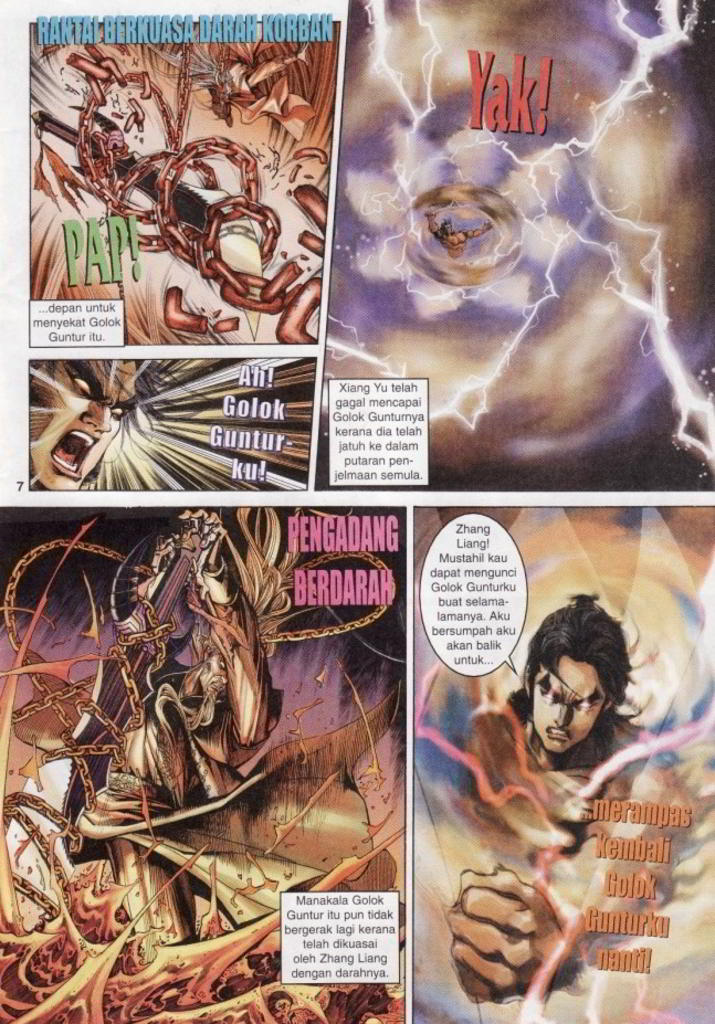 RANTAI BERKUASA DARAH KORBAN
PAP!
...depan untuk
menyekat Golok
Guntur itu.
Yak!
Xiang Yu telah
gagal mencapai
Golok Gunturnya
kerana dia telah
jatuh ke dalam
putaran pen-
jelmaan semula.
Ah!
Golok
Guntur-
ku!
7
PENGADANG
BERDARAH
Manakala Golok
Guntur itu pun tidak
bergerak lagi kerana
telah dikuasai
oleh Zhang Liang
dengan darahnya.
Zhang
Liang!
Mustahil kau
dapat mengunci
Golok Gunturku
buat selama-
lamanya. Aku
bersumpah aku
akan balik
untuk...
...merampas
kembali
Golok
Gunturku
nanti!